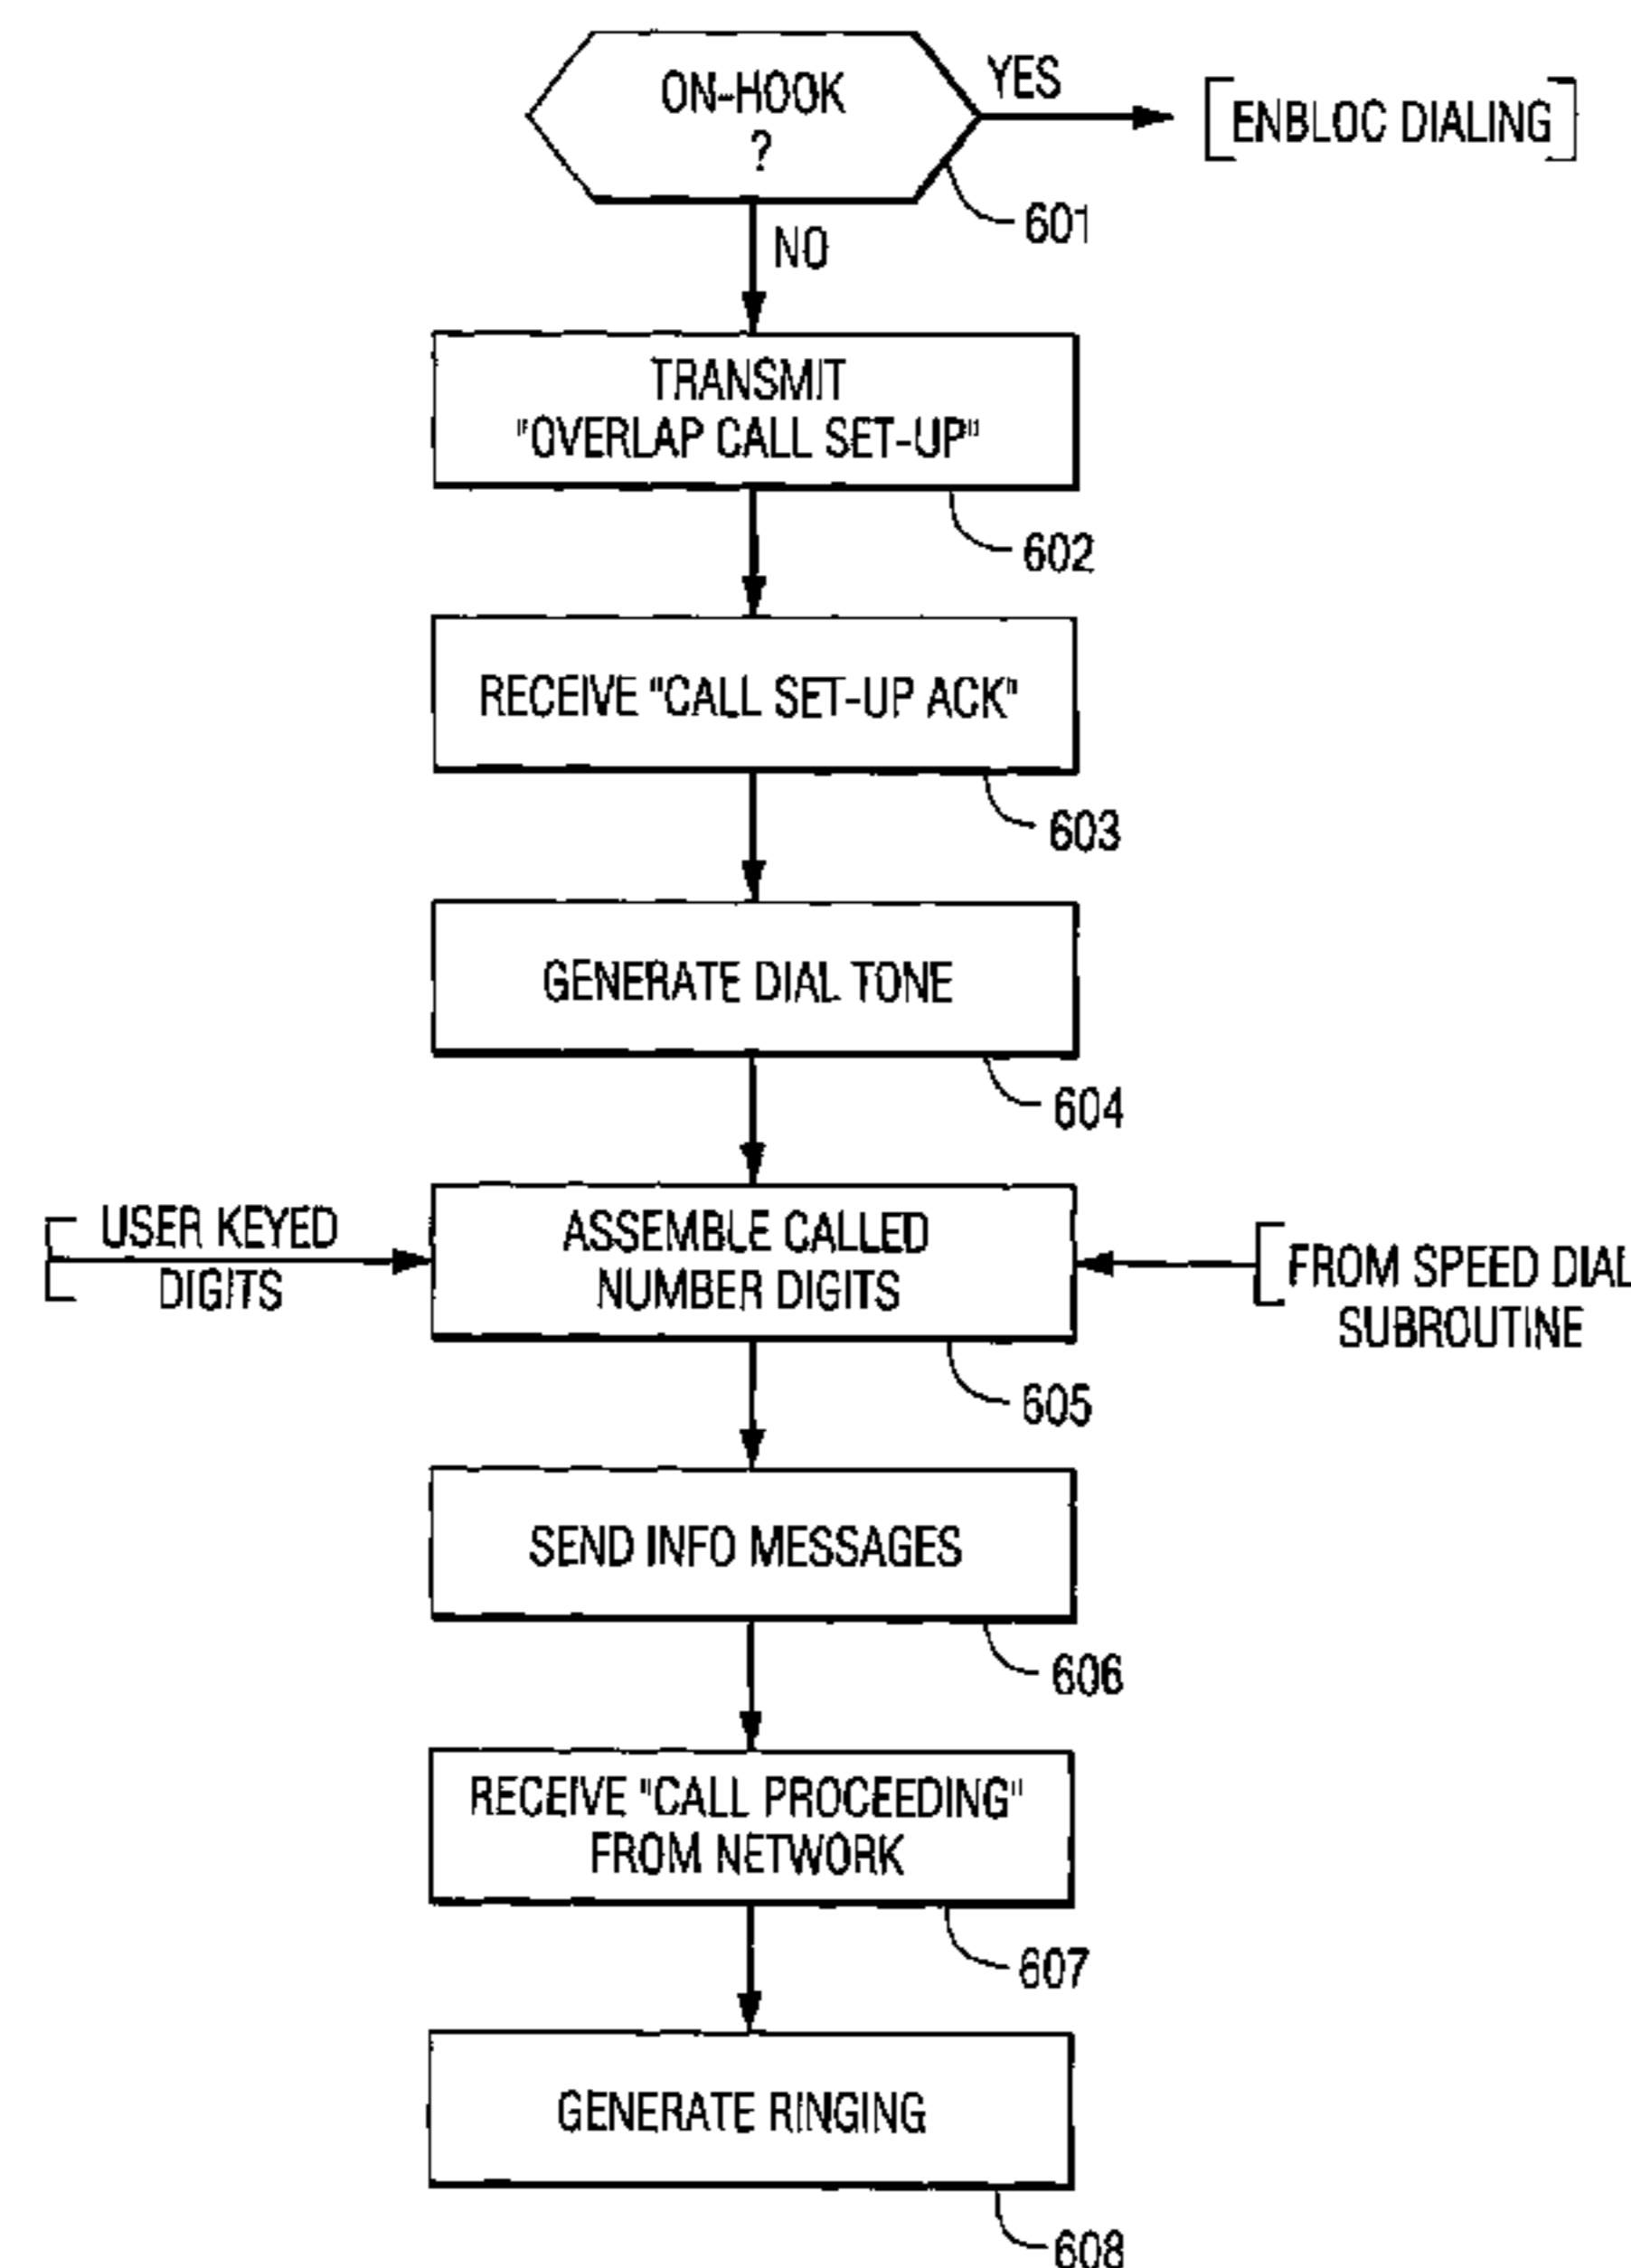 ON-HOOK
?
YES
ENBLOC DIALING
601
NO
TRANSMIT
"OVERLAP CALL SET-UP"
602
RECEIVE "CALL SET-UP ACK"
603
GENERATE DIAL TONE
604
USER KEYED
DIGITS
ASSEMBLE CALLED
NUMBER DIGITS
FROM SPEED DIAL
SUBROUTINE
605
SEND INFO MESSAGES
606
RECEIVE "CALL PROCEEDING"
FROM NETWORK
607
GENERATE RINGING
608